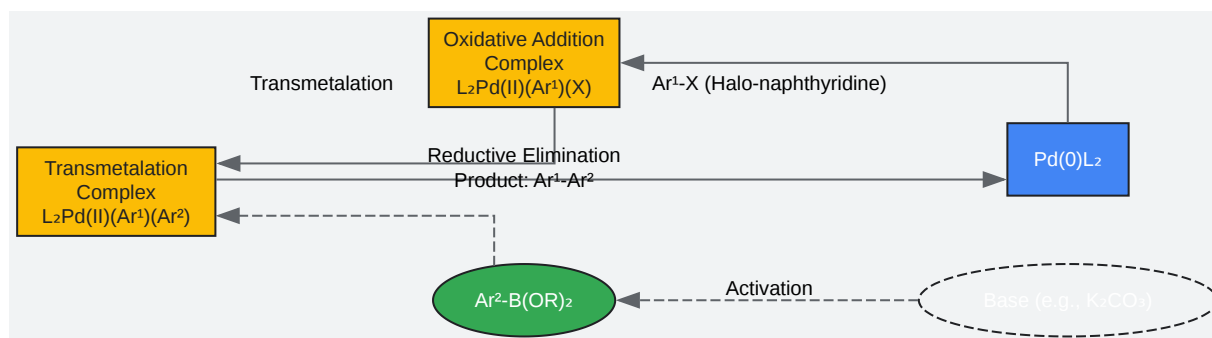 Oxidative Addition
Complex
L₂Pd(II)(Ar¹)(X)
Transmetalation
Ar¹-X (Halo-naphthyridine)
Reductive Elimination
Product: Ar¹-Ar²
Pd(0)L₂
Transmetalation
Complex
L₂Pd(II)(Ar¹)(Ar²)
Activation
Ar²-B(OR)₂
Base (e.g., K₂CO₃)